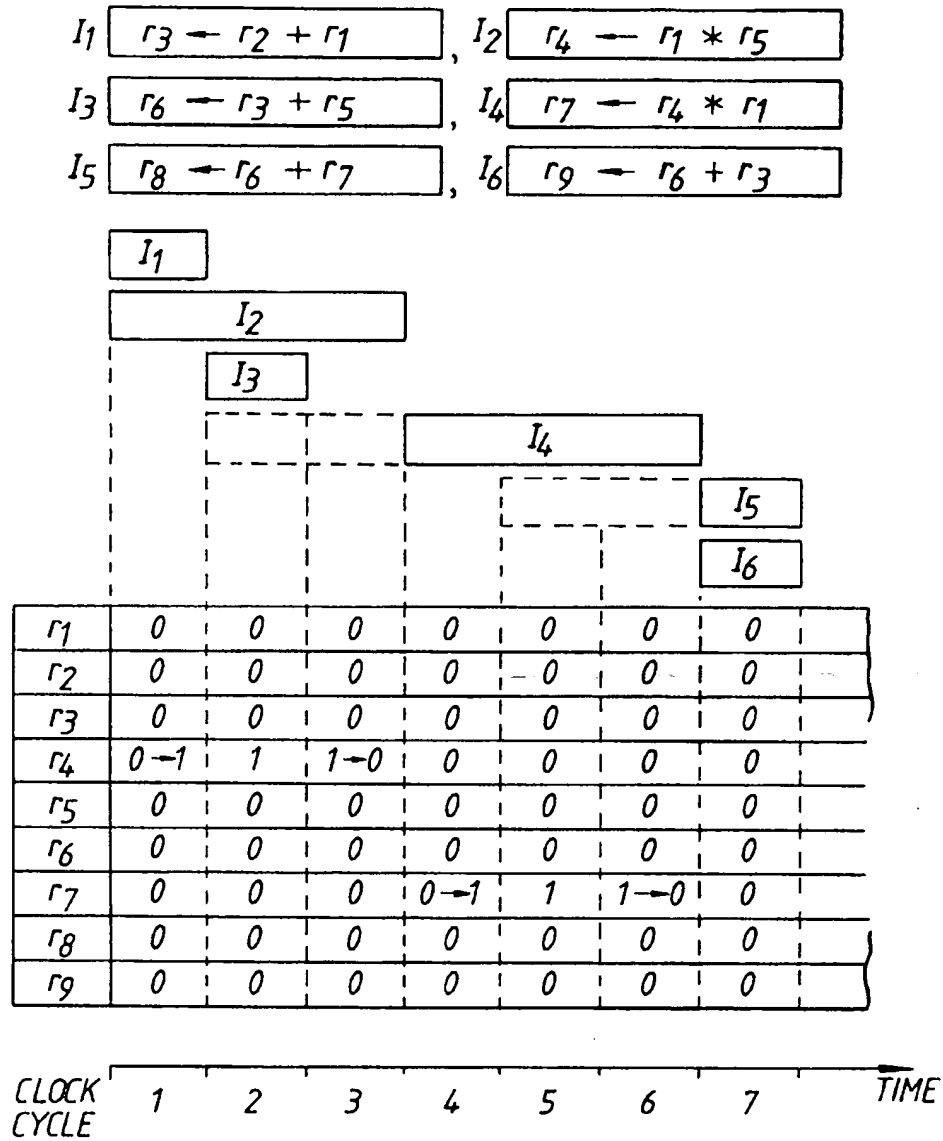 I1 r3 ← r2 + r1 , I2 r4 ← r1 * r5
I3 r6 ← r3 + r5 , I4 r7 ← r4 * r1
I5 r8 ← r6 + r7 , I6 r9 ← r6 + r3
I1
I2
I3
I4
I5
I6
r1 0 0 0 0 0 0 0
r2 0 0 0 0 0 0 0
r3 0 0 0 0 0 0 0
r4 0→1 1 1→0 0 0 0 0
r5 0 0 0 0 0 0 0
r6 0 0 0 0 0 0 0
r7 0 0 0 0→1 1 1→0 0
r8 0 0 0 0 0 0 0
r9 0 0 0 0 0 0 0
CLOCK CYCLE 1 2 3 4 5 6 7 TIME